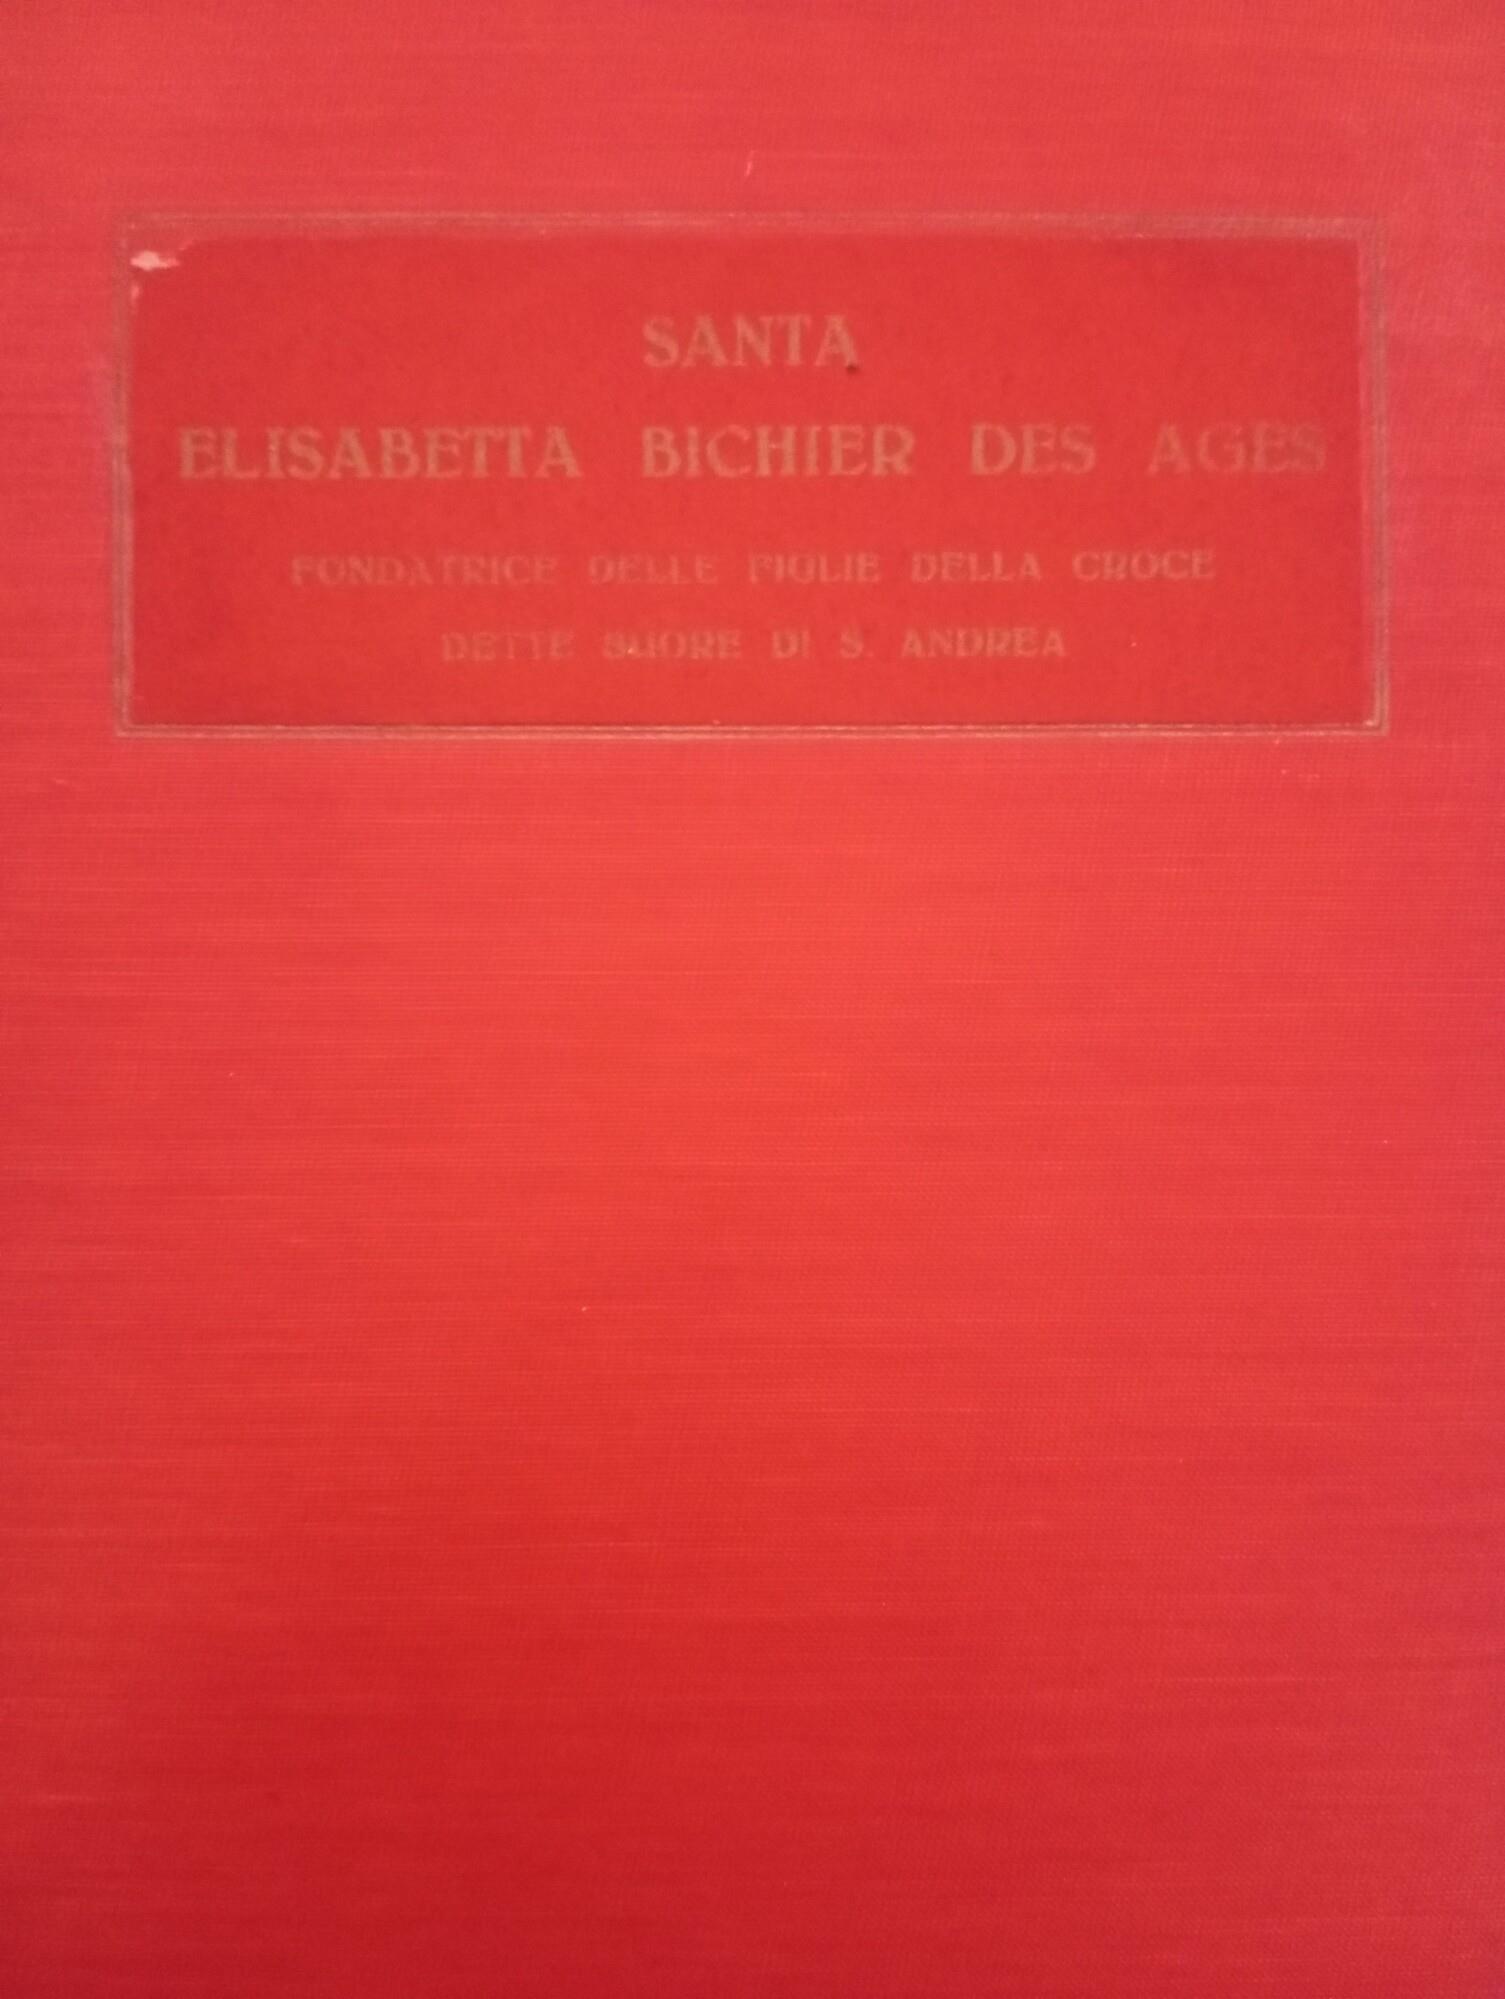 SANTA
ELISABETTA BICHIER DES AGES
FONDATRICE DELLE FIGLIE DELLA CROCE
DETTE SUORE DI S. ANDREA